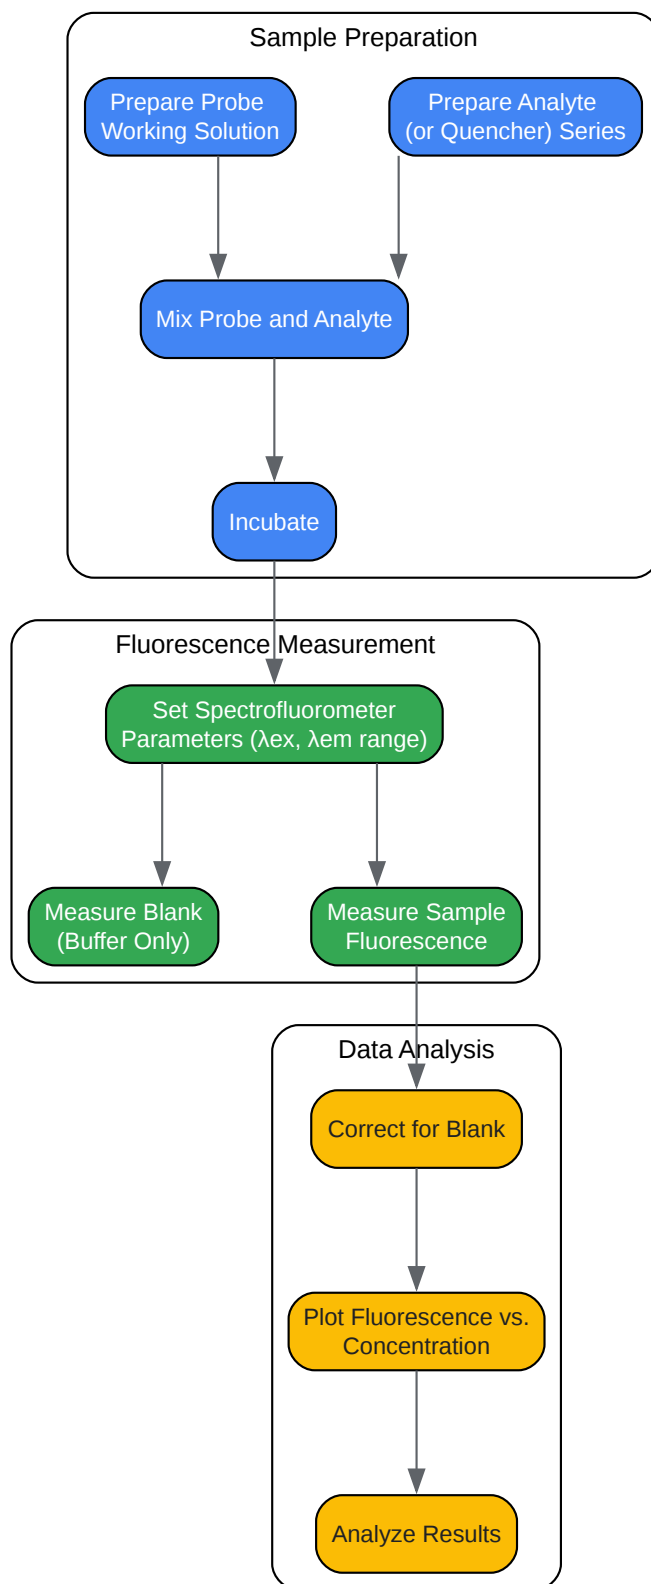 Sample Preparation
Prepare Probe
Working Solution
Prepare Analyte
(or Quencher) Series
Mix Probe and Analyte
Incubate
Fluorescence Measurement
Set Spectrofluorometer
Parameters (λex, λem range)
Measure Blank
(Buffer Only)
Measure Sample
Fluorescence
Data Analysis
Correct for Blank
Plot Fluorescence vs.
Concentration
Analyze Results